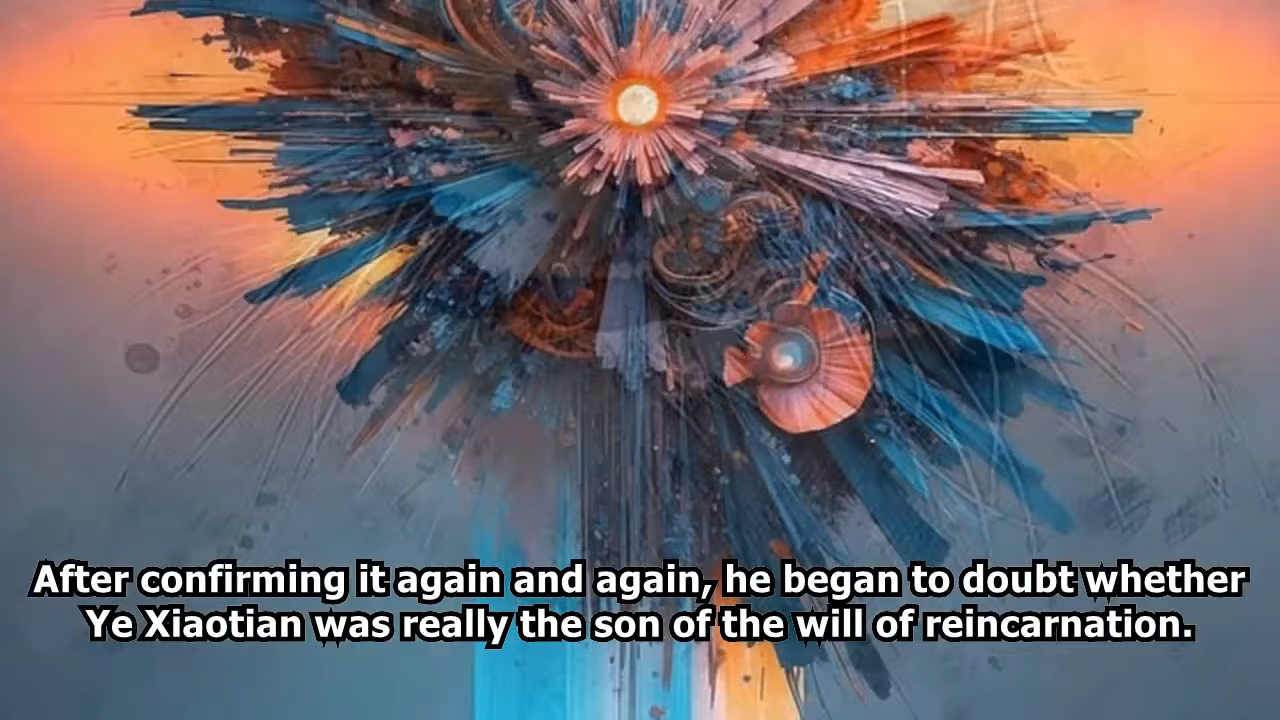 After confirming it again and again, he began to doubt whether
Ye Xiaotian was really the son of the will of reincarnation.